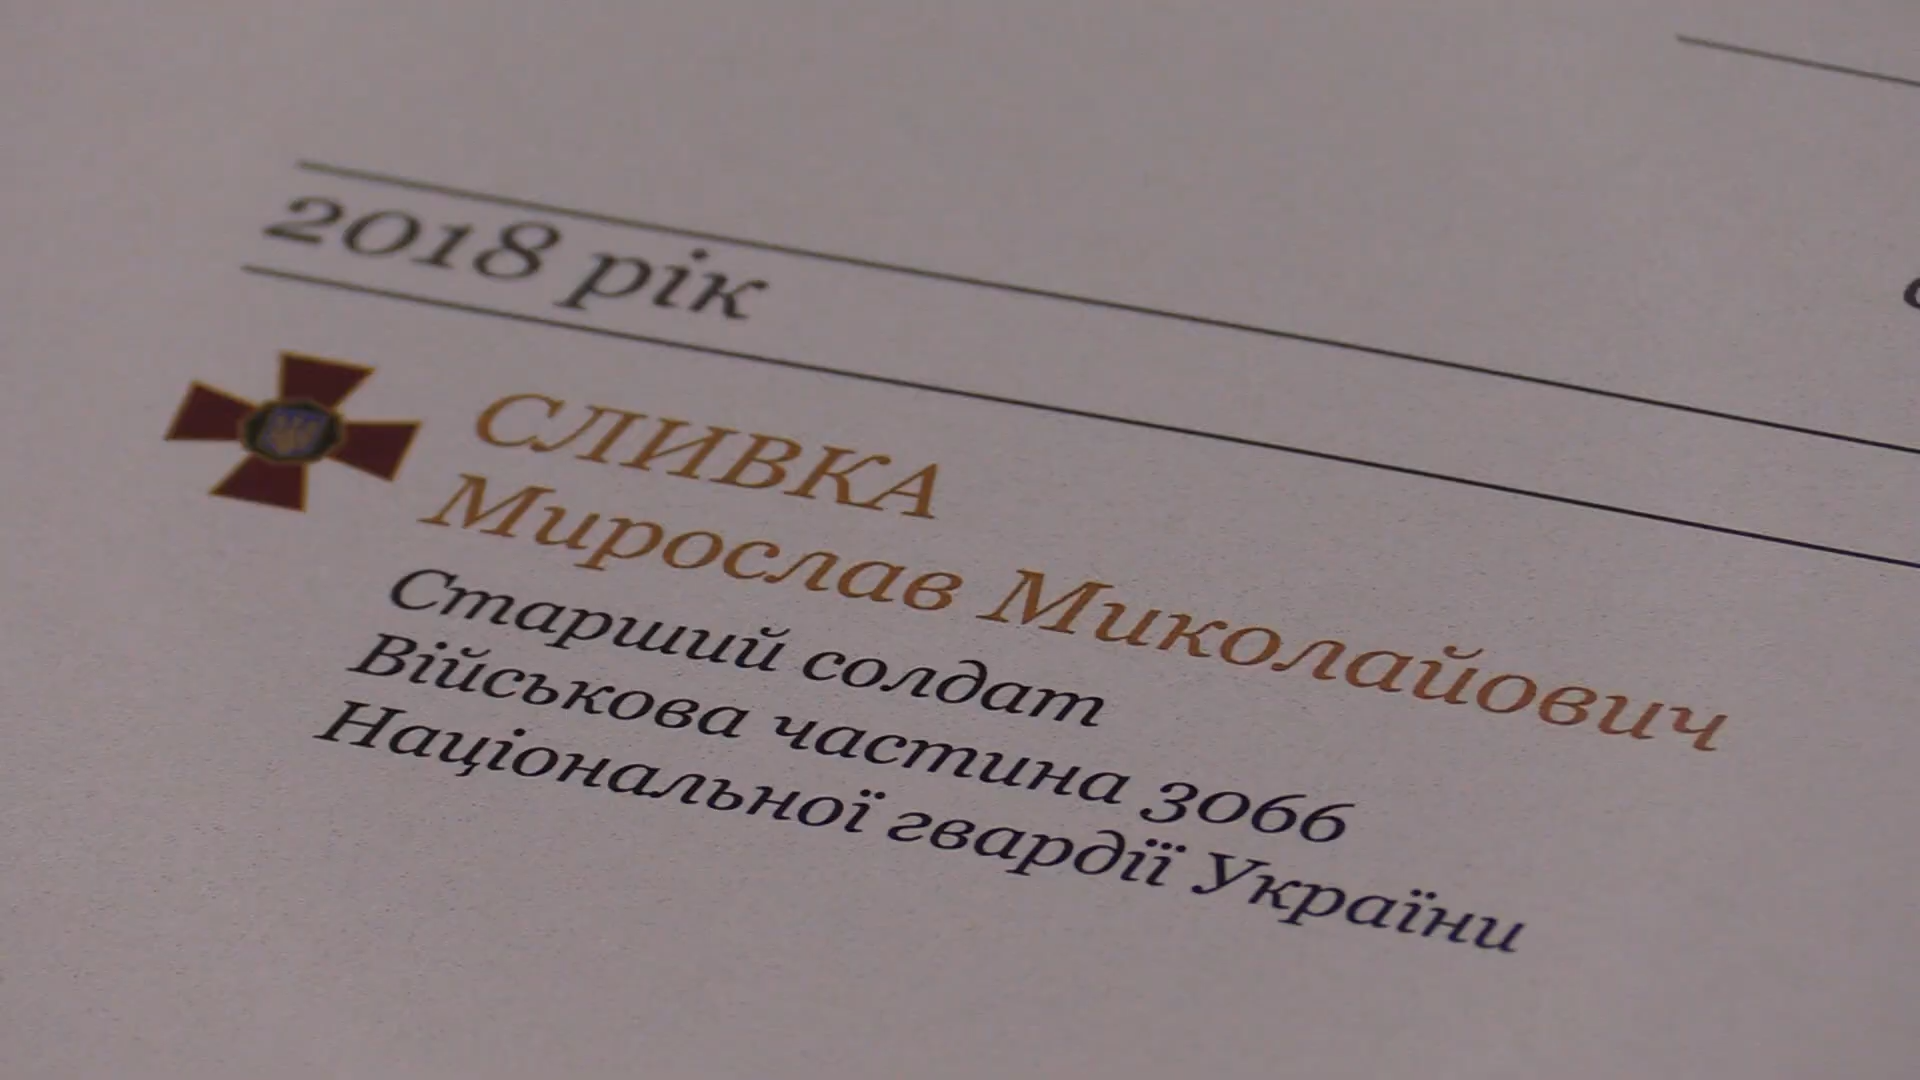 2018 рік
СЛИВКА
Мирослав Миколайович
Старший солдат
Військова частина 3066
Національної гвардії України